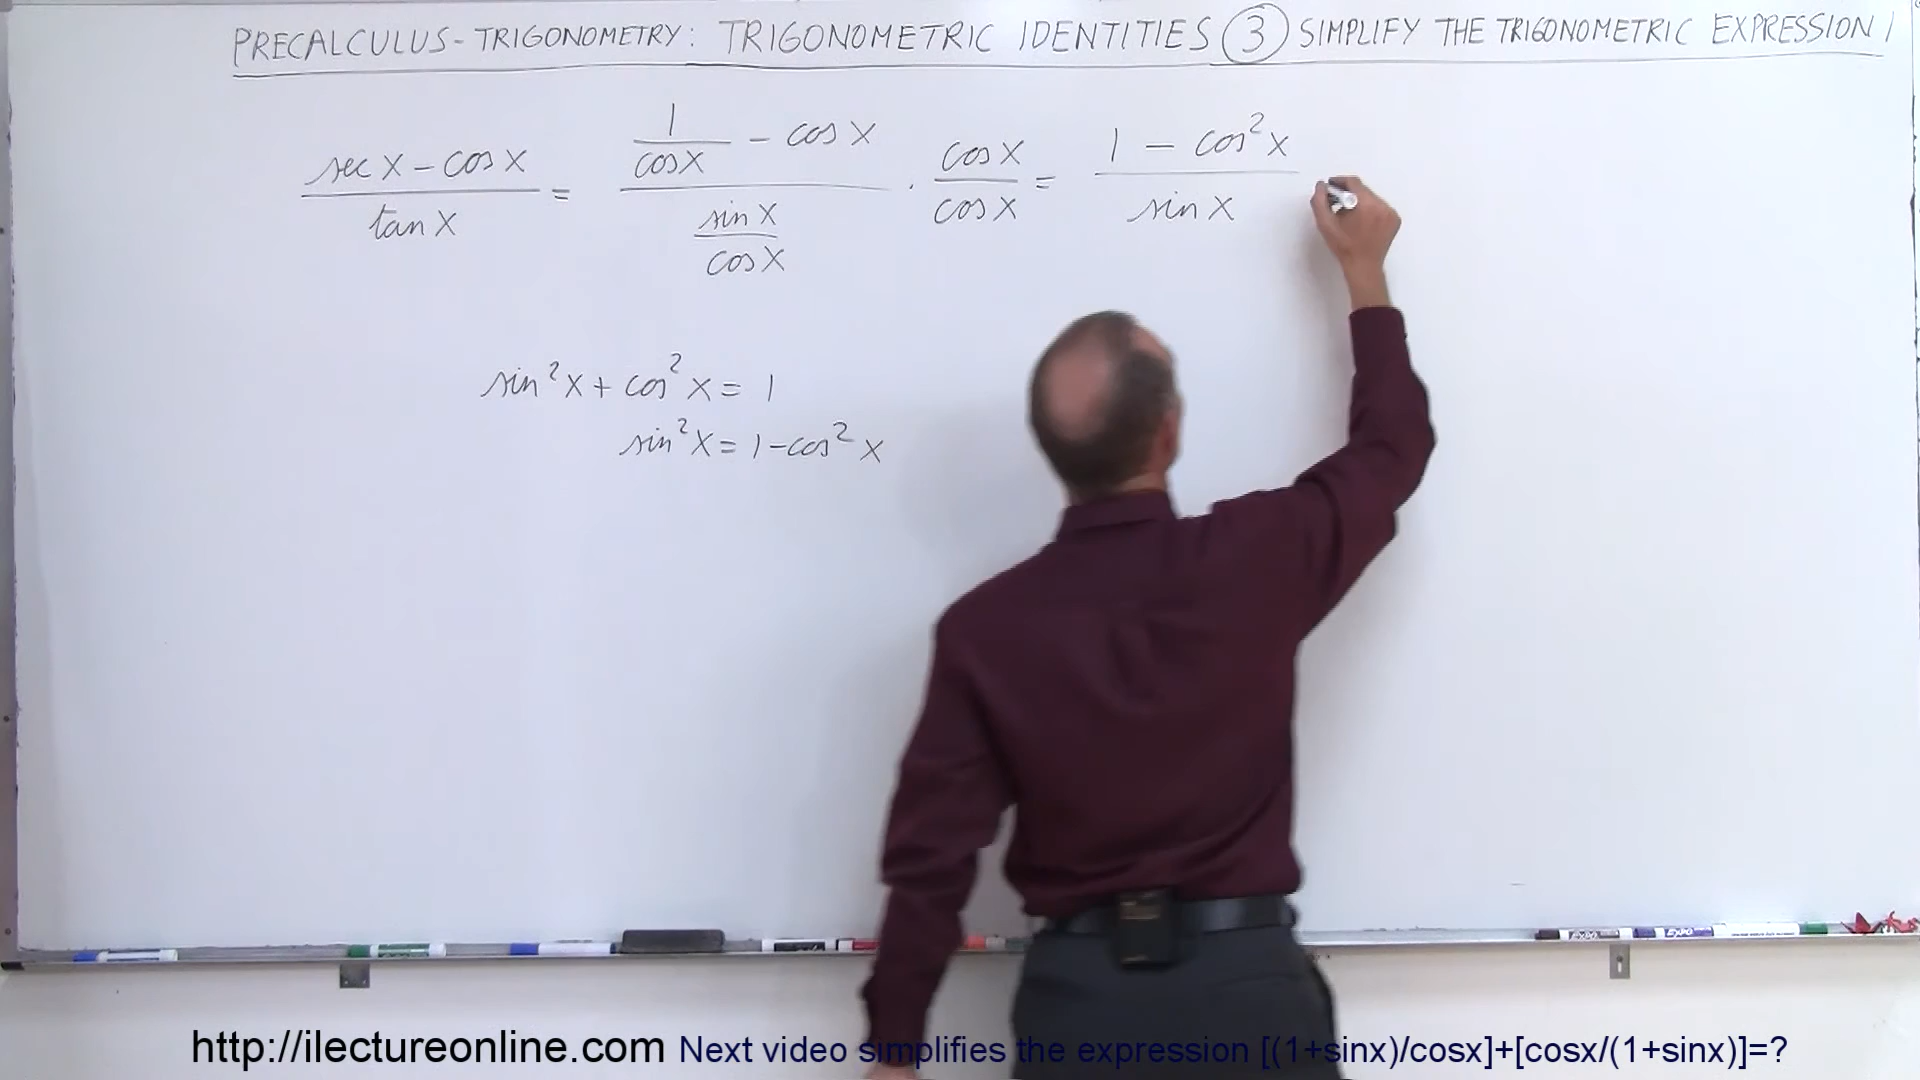 PRECALCULUS - TRIGONOMETRY: TRIGONOMETRIC IDENTITIES ③ SIMPLIFY THE TRIGONOMETRIC EXPRESSION 1
sec x - cos x / tan x = (1 / cos x - cos x) / (sin x / cos x) · cos x / cos x = 1 - cos² x / sin x
sin² x + cos² x = 1
sin² x = 1 - cos² x
EXPO EXPO
http://ilectureonline.com Next video simplifies the expression [(1+sinx)/cosx]+[cosx/(1+sinx)]=?